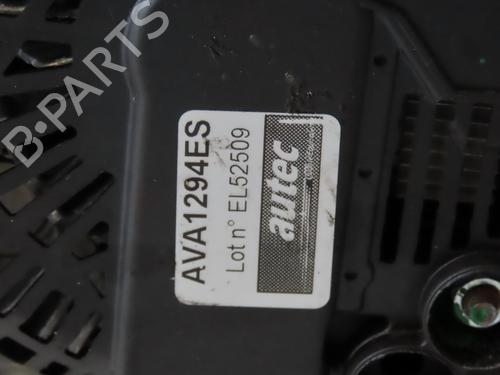 B-PARTS
AVA1294ES
Lot n° EL52509
autec